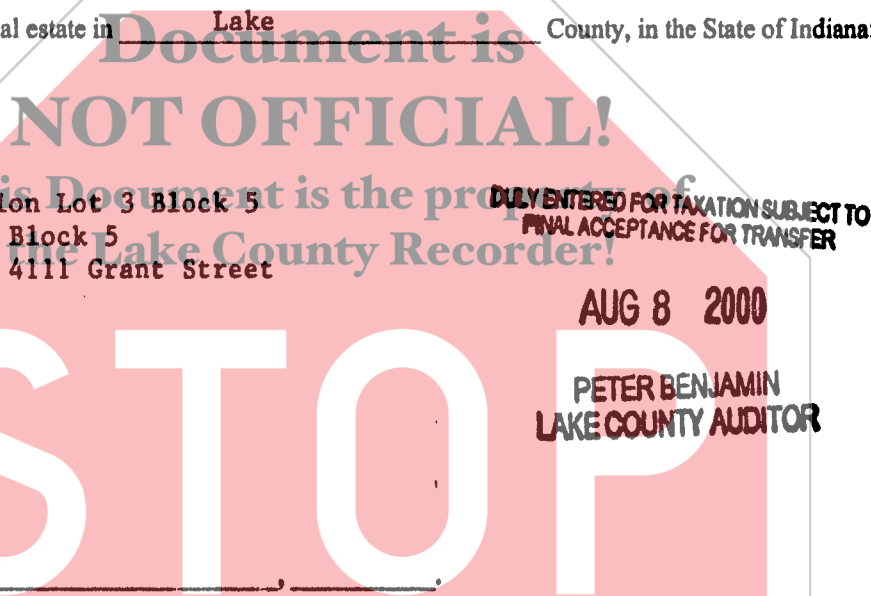 al estate in Lake County, in the State of Indiana
Document is
NOT OFFICIAL!
is Document is the property of
the Lake County Recorder!
lon Lot 3 Block 5
Block 5
4111 Grant Street
DULY ENTERED FOR TAXATION SUBJECT TO
FINAL ACCEPTANCE FOR TRANSFER
AUG 8 2000
PETER BENJAMIN
LAKE COUNTY AUDITOR
STOP